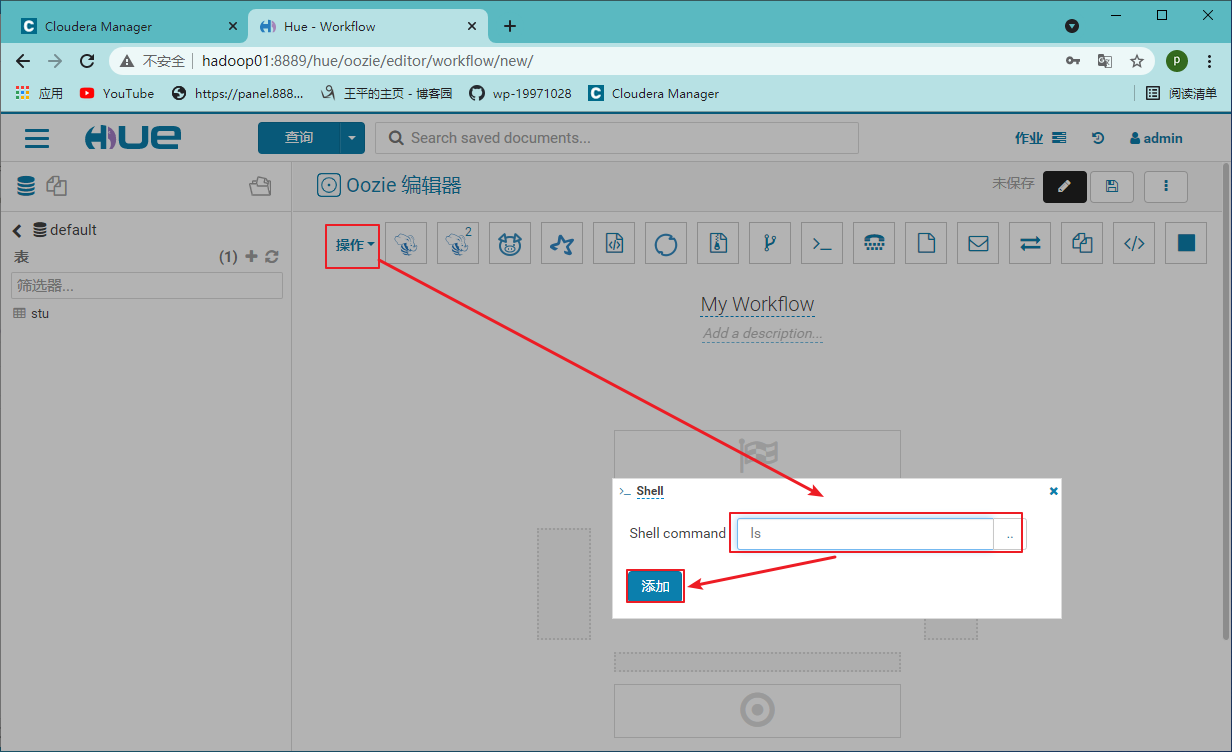 Cloudera Manager
Hue - Workflow
不安全 hadoop01:8889/hue/oozie/editor/workflow/new/
P
应用 YouTube https://panel.888... 王平的主页 - 博客园 wp-19971028 Cloudera Manager 阅读清单
HUE 查询 Search saved documents... 作业 admin
Oozie 编辑器 未保存
default
操作 2
表 (1)
筛选器...
stu
My Workflow
Add a description...
>_ Shell
Shell command ls ..
添加